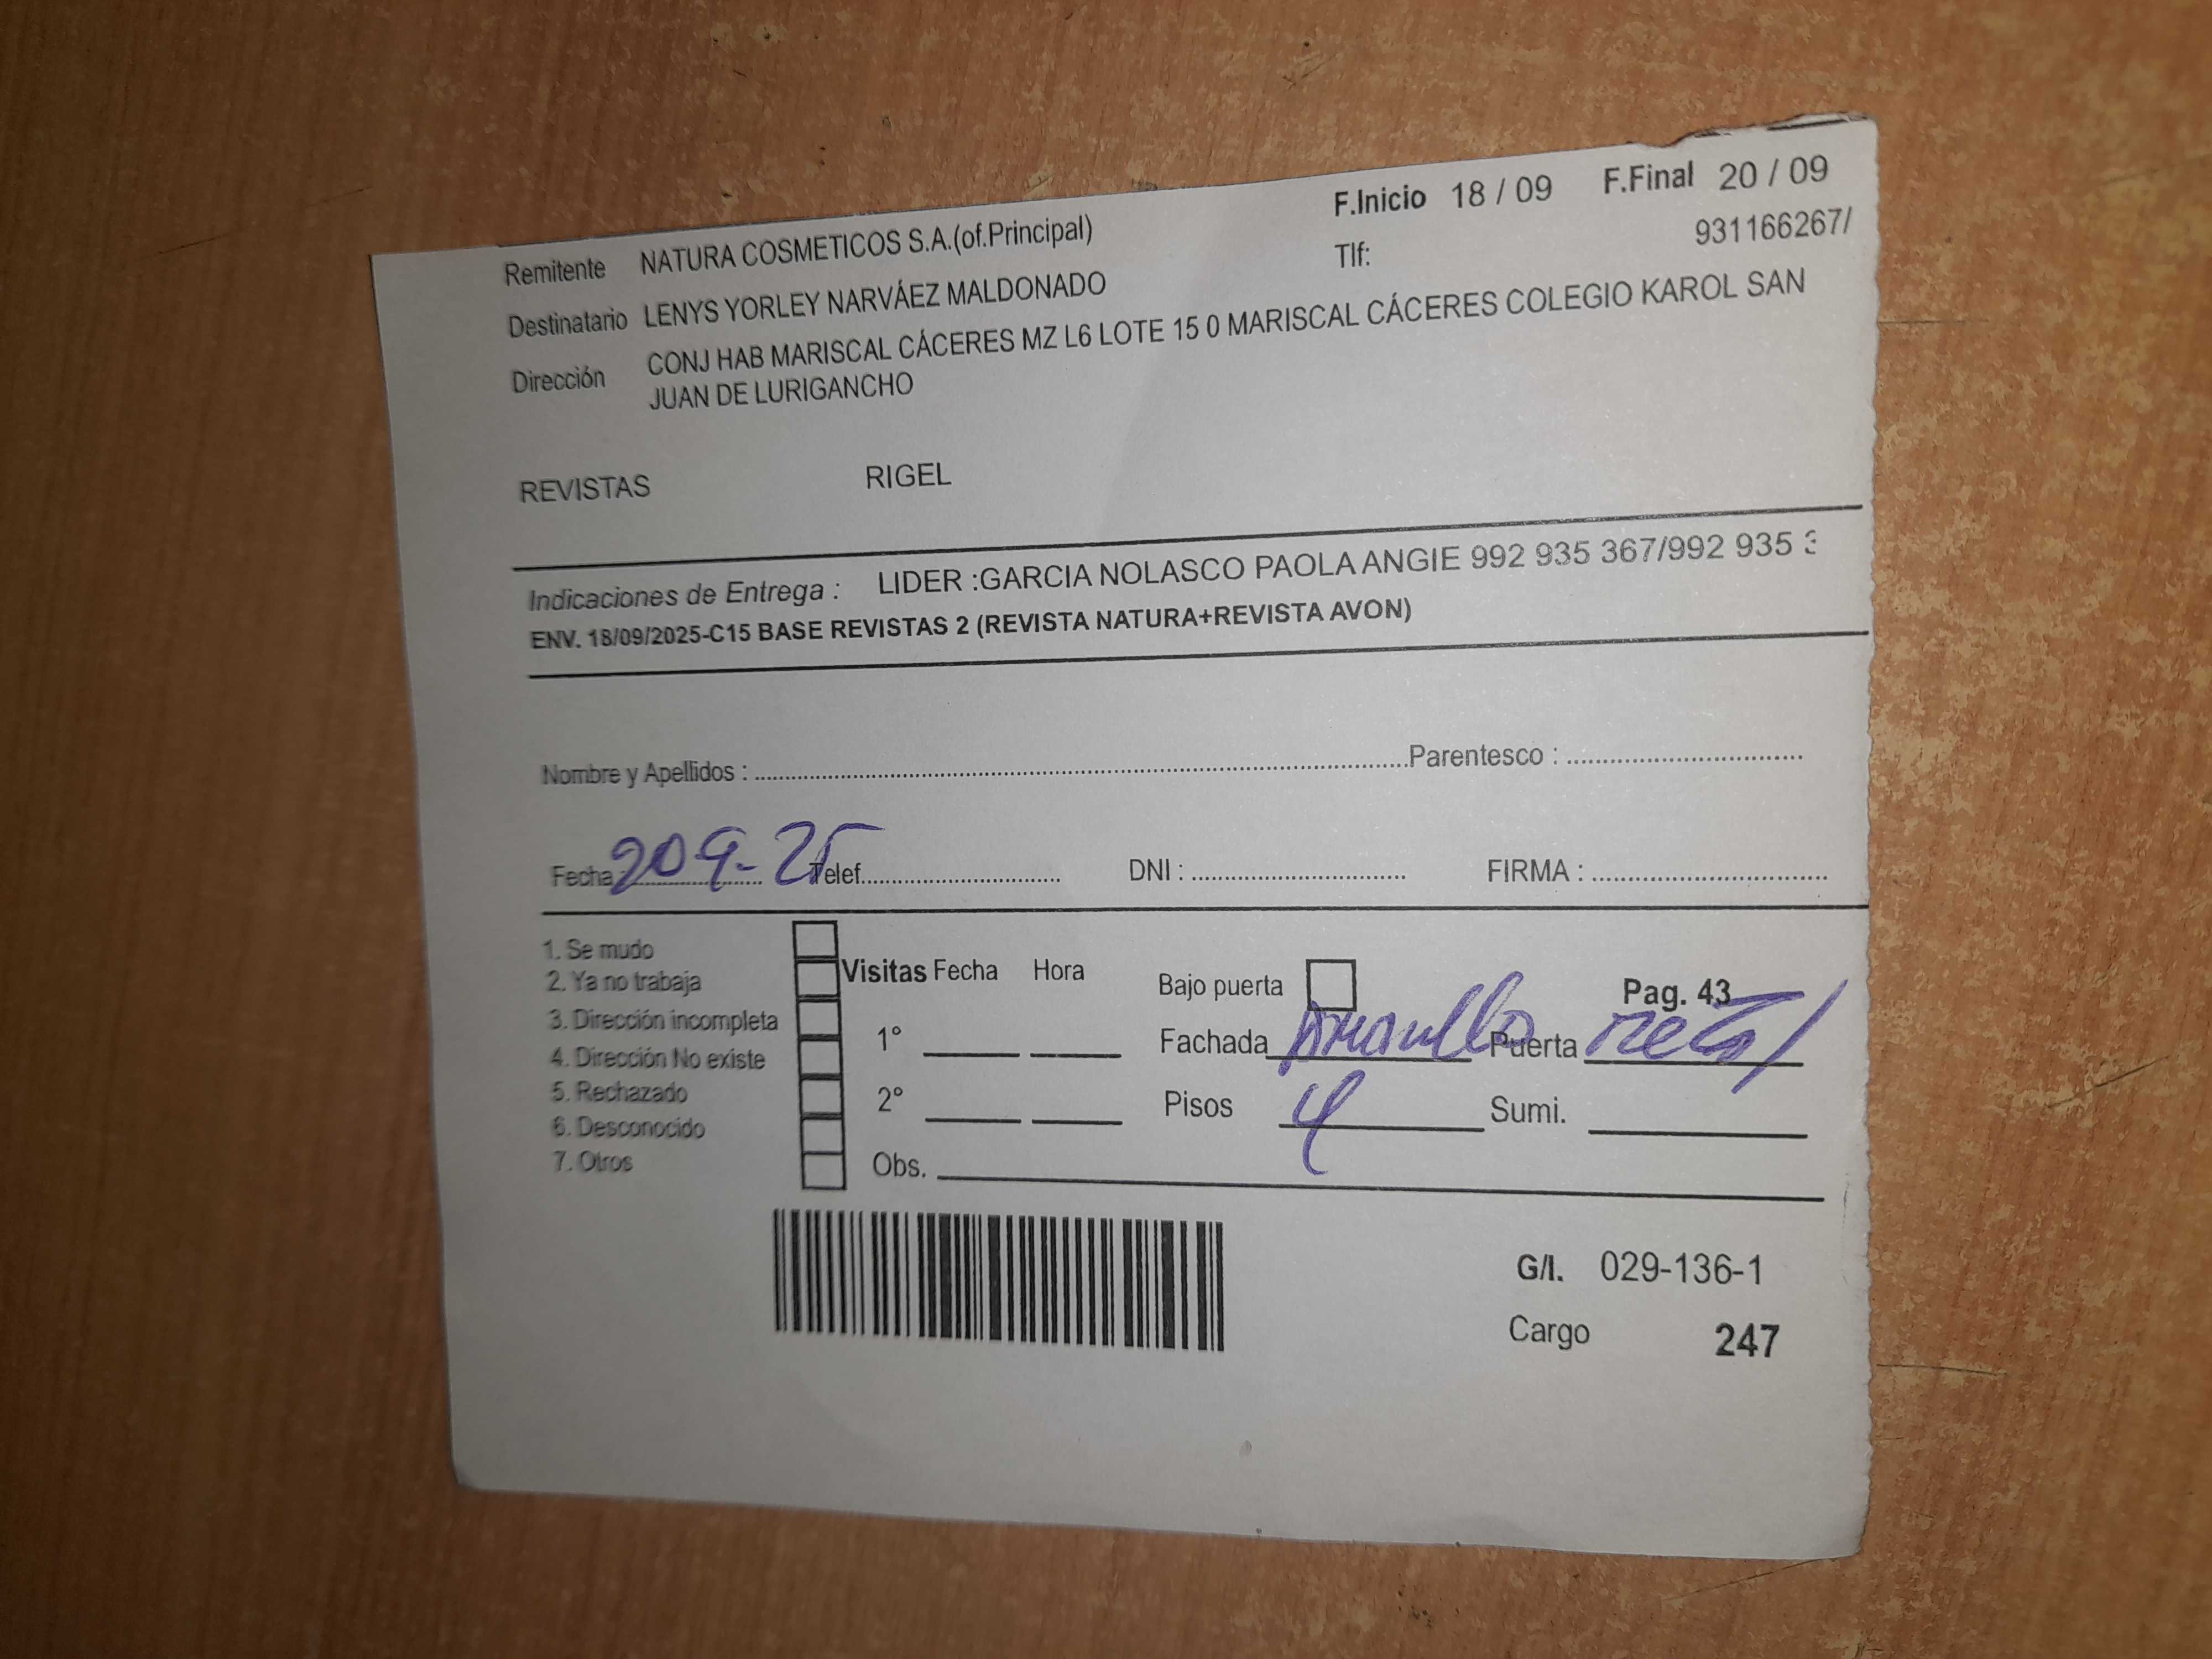 F.Inicio 18 / 09 F.Final 20 / 09
Remitente NATURA COSMETICOS S.A.(of.Principal) Tlf: 931166267/
Destinatario LENYS YORLEY NARVÁEZ MALDONADO
Dirección CONJ HAB MARISCAL CÁCERES MZ L6 LOTE 15 0 MARISCAL CÁCERES COLEGIO KAROL SAN
JUAN DE LURIGANCHO
REVISTAS RIGEL
Indicaciones de Entrega : LIDER :GARCIA NOLASCO PAOLA ANGIE 992 935 367/992 935 3
ENV. 18/09/2025-C15 BASE REVISTAS 2 (REVISTA NATURA+REVISTA AVON)
Nombre y Apellidos : Parentesco :
Fecha: 20 9-25 Telef. DNI : FIRMA :
1. Se mudo
2. Ya no trabaja
3. Dirección incompleta
4. Dirección No existe
5. Rechazado
6. Desconocido
7. Otros
Visitas Fecha Hora
1°
2°
Obs.
Bajo puerta Pag. 43
Fachada Amarillo Puerta Metal
Pisos 4 Sumi.
G/I. 029-136-1
Cargo 247